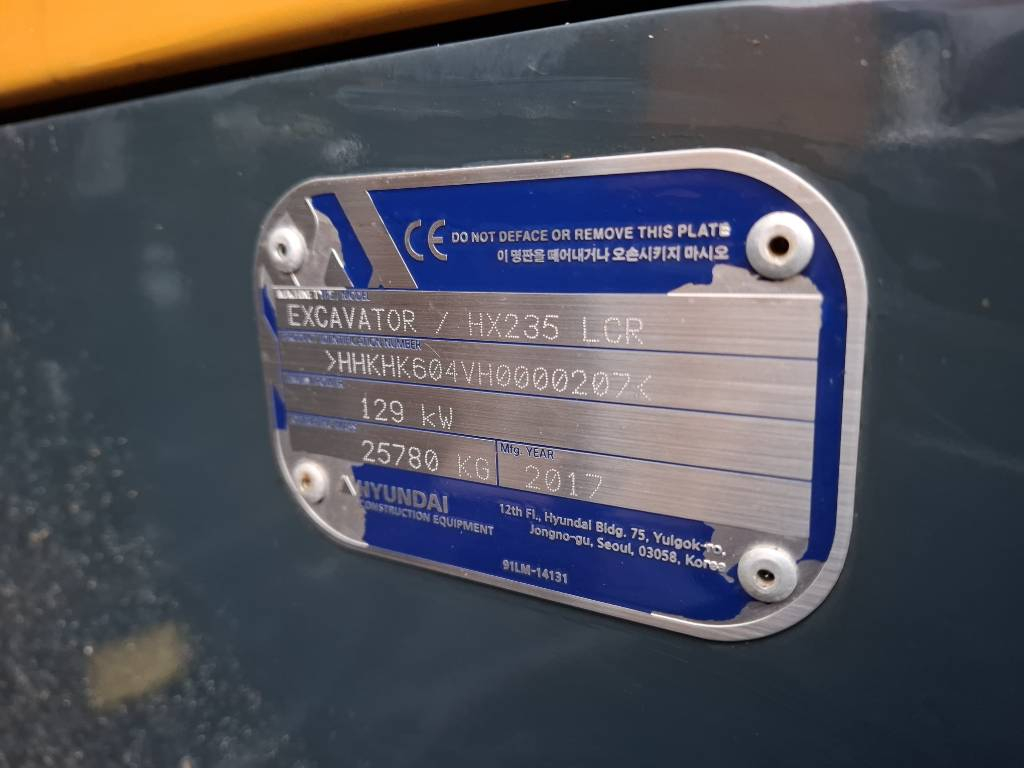 CE DO NOT DEFACE OR REMOVE THIS PLATE
이 명판을 떼어내거나 오손시키지 마시오
EXCAVATOR / HX235 LCR
IDENTIFICATION NUMBER
>HHKHK604VH0000207<
129 kW
25780 KG
Mfg. YEAR
2017
HYUNDAI
CONSTRUCTION EQUIPMENT
12th Fl., Hyundai Bldg. 75, Yulgok-ro,
Jongno-gu, Seoul, 03058, Korea
91LM-14131